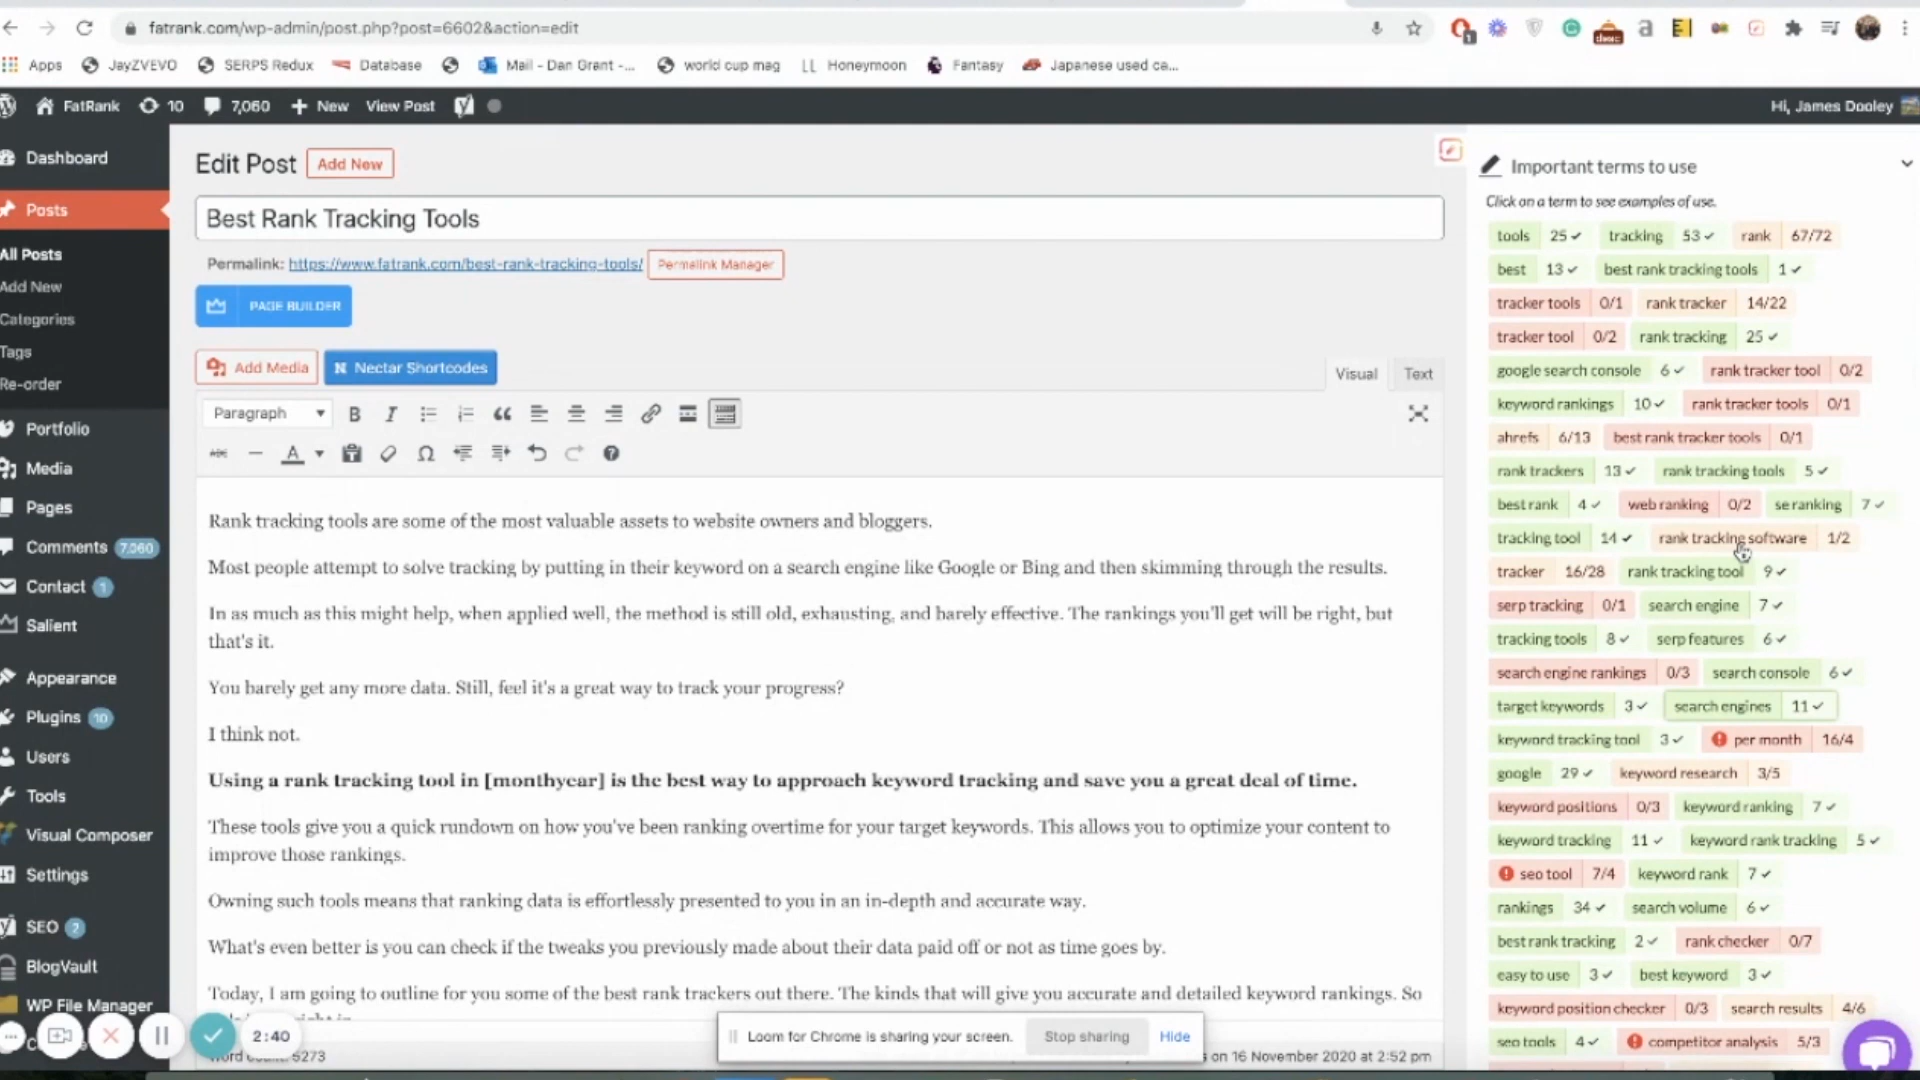 fatrank.com/wp-admin/post.php?post=6602&action=edit
1
classic
Apps JayZVEVO SERPS Redux Database Mail - Dan Grant -... world cup mag Honeymoon Fantasy Japanese used ca...
FatRank 10 7,060 New View Post Hi, James Dooley
Dashboard
Posts
All Posts
Add New
Categories
Tags
Re-order
Portfolio
Media
Pages
Comments 7,060
Contact 1
Salient
Appearance
Plugins 10
Users
Tools
Visual Composer
Settings
SEO 2
BlogVault
WP File Manager
Edit Post Add New
Best Rank Tracking Tools
Permalink: https://www.fatrank.com/best-rank-tracking-tools/ Permalink Manager
PAGE BUILDER
Add Media Nectar Shortcodes
Visual Text
Paragraph
Rank tracking tools are some of the most valuable assets to website owners and bloggers.
Most people attempt to solve tracking by putting in their keyword on a search engine like Google or Bing and then skimming through the results.
In as much as this might help, when applied well, the method is still old, exhausting, and barely effective. The rankings you'll get will be right, but
that's it.
You barely get any more data. Still, feel it's a great way to track your progress?
I think not.
Using a rank tracking tool in [monthyear] is the best way to approach keyword tracking and save you a great deal of time.
These tools give you a quick rundown on how you've been ranking overtime for your target keywords. This allows you to optimize your content to
improve those rankings.
Owning such tools means that ranking data is effortlessly presented to you in an in-depth and accurate way.
What's even better is you can check if the tweaks you previously made about their data paid off or not as time goes by.
Today, I am going to outline for you some of the best rank trackers out there. The kinds that will give you accurate and detailed keyword rankings. So
2:40
Loom for Chrome is sharing your screen. Stop sharing Hide
Word count: 5273
on 16 November 2020 at 2:52 pm
Important terms to use
Click on a term to see examples of use.
tools 25 ✓ tracking 53 ✓ rank 67/72
best 13 ✓ best rank tracking tools 1 ✓
tracker tools 0/1 rank tracker 14/22
tracker tool 0/2 rank tracking 25 ✓
google search console 6 ✓ rank tracker tool 0/2
keyword rankings 10 ✓ rank tracker tools 0/1
ahrefs 6/13 best rank tracker tools 0/1
rank trackers 13 ✓ rank tracking tools 5 ✓
best rank 4 ✓ web ranking 0/2 se ranking 7 ✓
tracking tool 14 ✓ rank tracking software 1/2
tracker 16/28 rank tracking tool 9 ✓
serp tracking 0/1 search engine 7 ✓
tracking tools 8 ✓ serp features 6 ✓
search engine rankings 0/3 search console 6 ✓
target keywords 3 ✓ search engines 11 ✓
keyword tracking tool 3 ✓ per month 16/4
google 29 ✓ keyword research 3/5
keyword positions 0/3 keyword ranking 7 ✓
keyword tracking 11 ✓ keyword rank tracking 5 ✓
seo tool 7/4 keyword rank 7 ✓
rankings 34 ✓ search volume 6 ✓
best rank tracking 2 ✓ rank checker 0/7
easy to use 3 ✓ best keyword 3 ✓
keyword position checker 0/3 search results 4/6
seo tools 4 ✓ competitor analysis 5/3